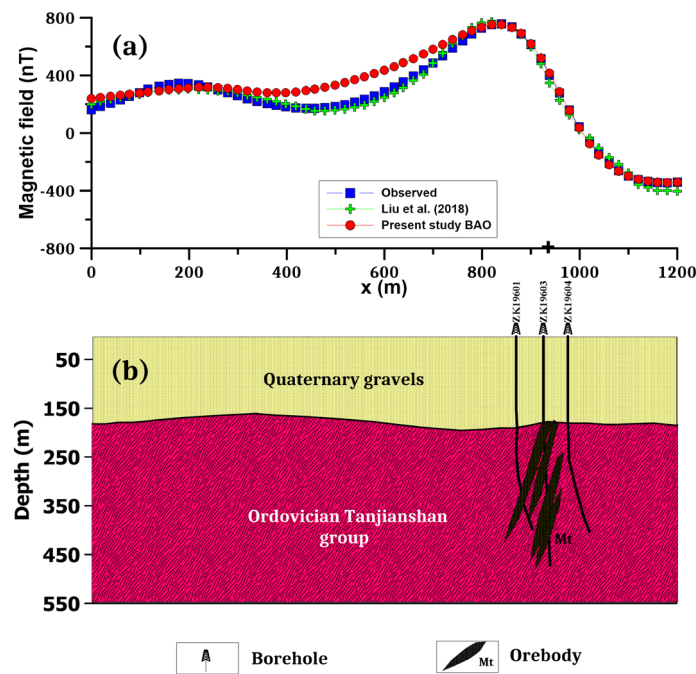 (a)
Magnetic field (nT)
800
400
0
-400
-800
Observed
Liu et al. (2018)
Present study BAO
0 200 400 600 800 1000 1200
x (m)
ZK19601
ZK19603
ZK19604
(b)
Depth (m)
50
150
250
350
450
550
Quaternary gravels
Ordovician Tanjianshan
group
Mt
Borehole
Mt
Orebody